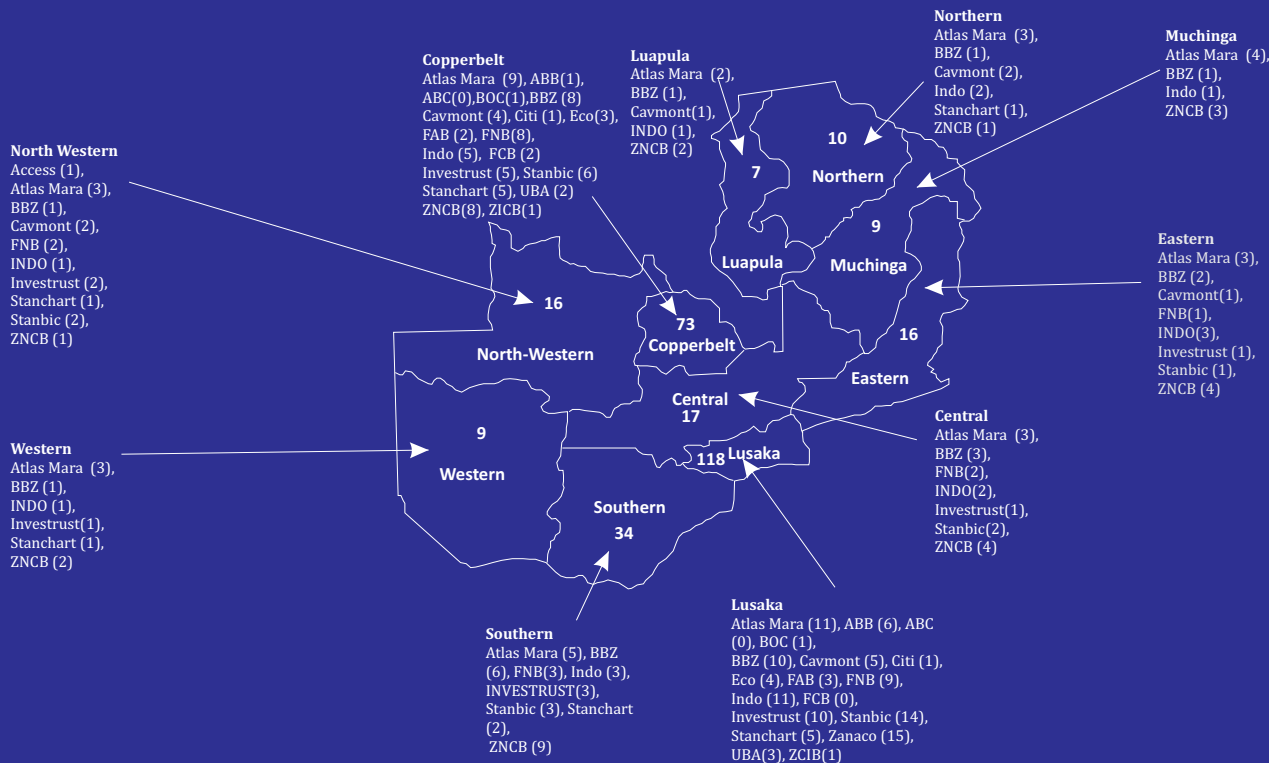 Northern
Atlas Mara (3),
BBZ (1),
Cavmont (2),
Indo (2),
Stanchart (1),
ZNCB (1)
Muchinga
Atlas Mara (4),
BBZ (1),
Indo (1),
ZNCB (3)
Copperbelt
Atlas Mara (9), ABB(1),
ABC(0),BOC(1),BBZ (8)
Cavmont (4), Citi (1), Eco(3),
FAB (2), FNB(8),
Indo (5), FCB (2)
Investrust (5), Stanbic (6)
Stanchart (5), UBA (2)
ZNCB(8), ZICB(1)
Luapula
Atlas Mara (2),
BBZ (1),
Cavmont(1),
INDO (1),
ZNCB (2)
North Western
Access (1),
Atlas Mara (3),
BBZ (1),
Cavmont (2),
FNB (2),
INDO (1),
Investrust (2),
Stanchart (1),
Stanbic (2),
ZNCB (1)
10
Northern
7
Luapula
9
Muchinga
Eastern
Atlas Mara (3),
BBZ (2),
Cavmont(1),
FNB(1),
INDO(3),
Investrust (1),
Stanbic (1),
ZNCB (4)
16
North-Western
73
Copperbelt
16
Eastern
Central
17
118 Lusaka
9
Western
Southern
34
Western
Atlas Mara (3),
BBZ (1),
INDO (1),
Investrust(1),
Stanchart (1),
ZNCB (2)
Central
Atlas Mara (3),
BBZ (3),
FNB(2),
INDO(2),
Investrust(1),
Stanbic(2),
ZNCB (4)
Southern
Atlas Mara (5), BBZ
(6), FNB(3), Indo (3),
INVESTRUST(3),
Stanbic (3), Stanchart
(2),
ZNCB (9)
Lusaka
Atlas Mara (11), ABB (6), ABC
(0), BOC (1),
BBZ (10), Cavmont (5), Citi (1),
Eco (4), FAB (3), FNB (9),
Indo (11), FCB (0),
Investrust (10), Stanbic (14),
Stanchart (5), Zanaco (15),
UBA(3), ZCIB(1)